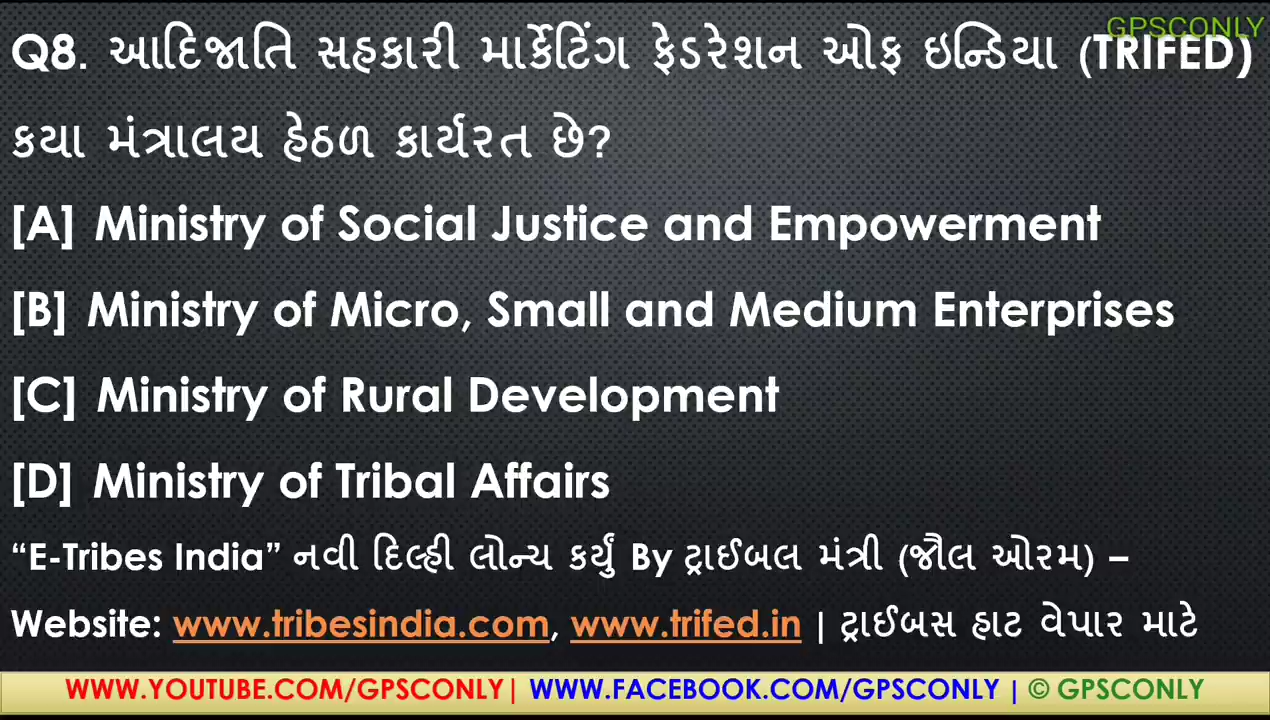 GPSCONLY
Q8. આદિજાતિ સહકારી માર્કેટિંગ ફેડરેશન ઓફ ઇન્ડિયા (TRIFED)
કયા મંત્રાલય હેઠળ કાર્યરત છે?
[A] Ministry of Social Justice and Empowerment
[B] Ministry of Micro, Small and Medium Enterprises
[C] Ministry of Rural Development
[D] Ministry of Tribal Affairs
“E-Tribes India” નવી દિલ્હી લોન્ચ કર્યું By ટ્રાઈબલ મંત્રી (જૌલ ઓરમ) –
Website: www.tribesindia.com, www.trifed.in | ટ્રાઈબસ હાટ વેપાર માટે
WWW.YOUTUBE.COM/GPSCONLY| WWW.FACEBOOK.COM/GPSCONLY | © GPSCONLY